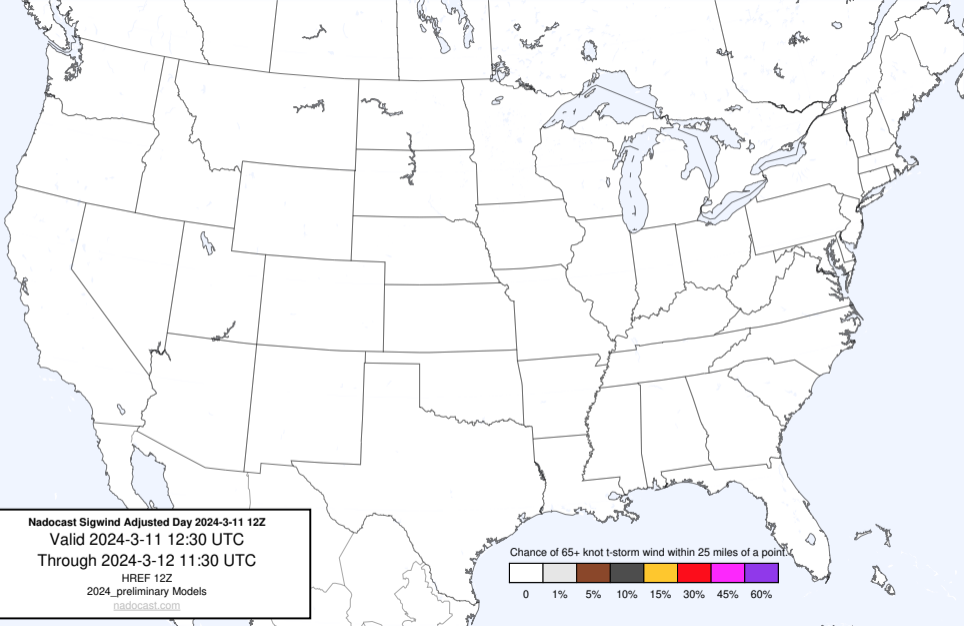 Nadocast Sigwind Adjusted Day 2024-3-11 12Z
Valid 2024-3-11 12:30 UTC
Through 2024-3-12 11:30 UTC
HREF 12Z
2024_preliminary Models
nadocast.com
Chance of 65+ knot t-storm wind within 25 miles of a point.
0 1% 5% 10% 15% 30% 45% 60%